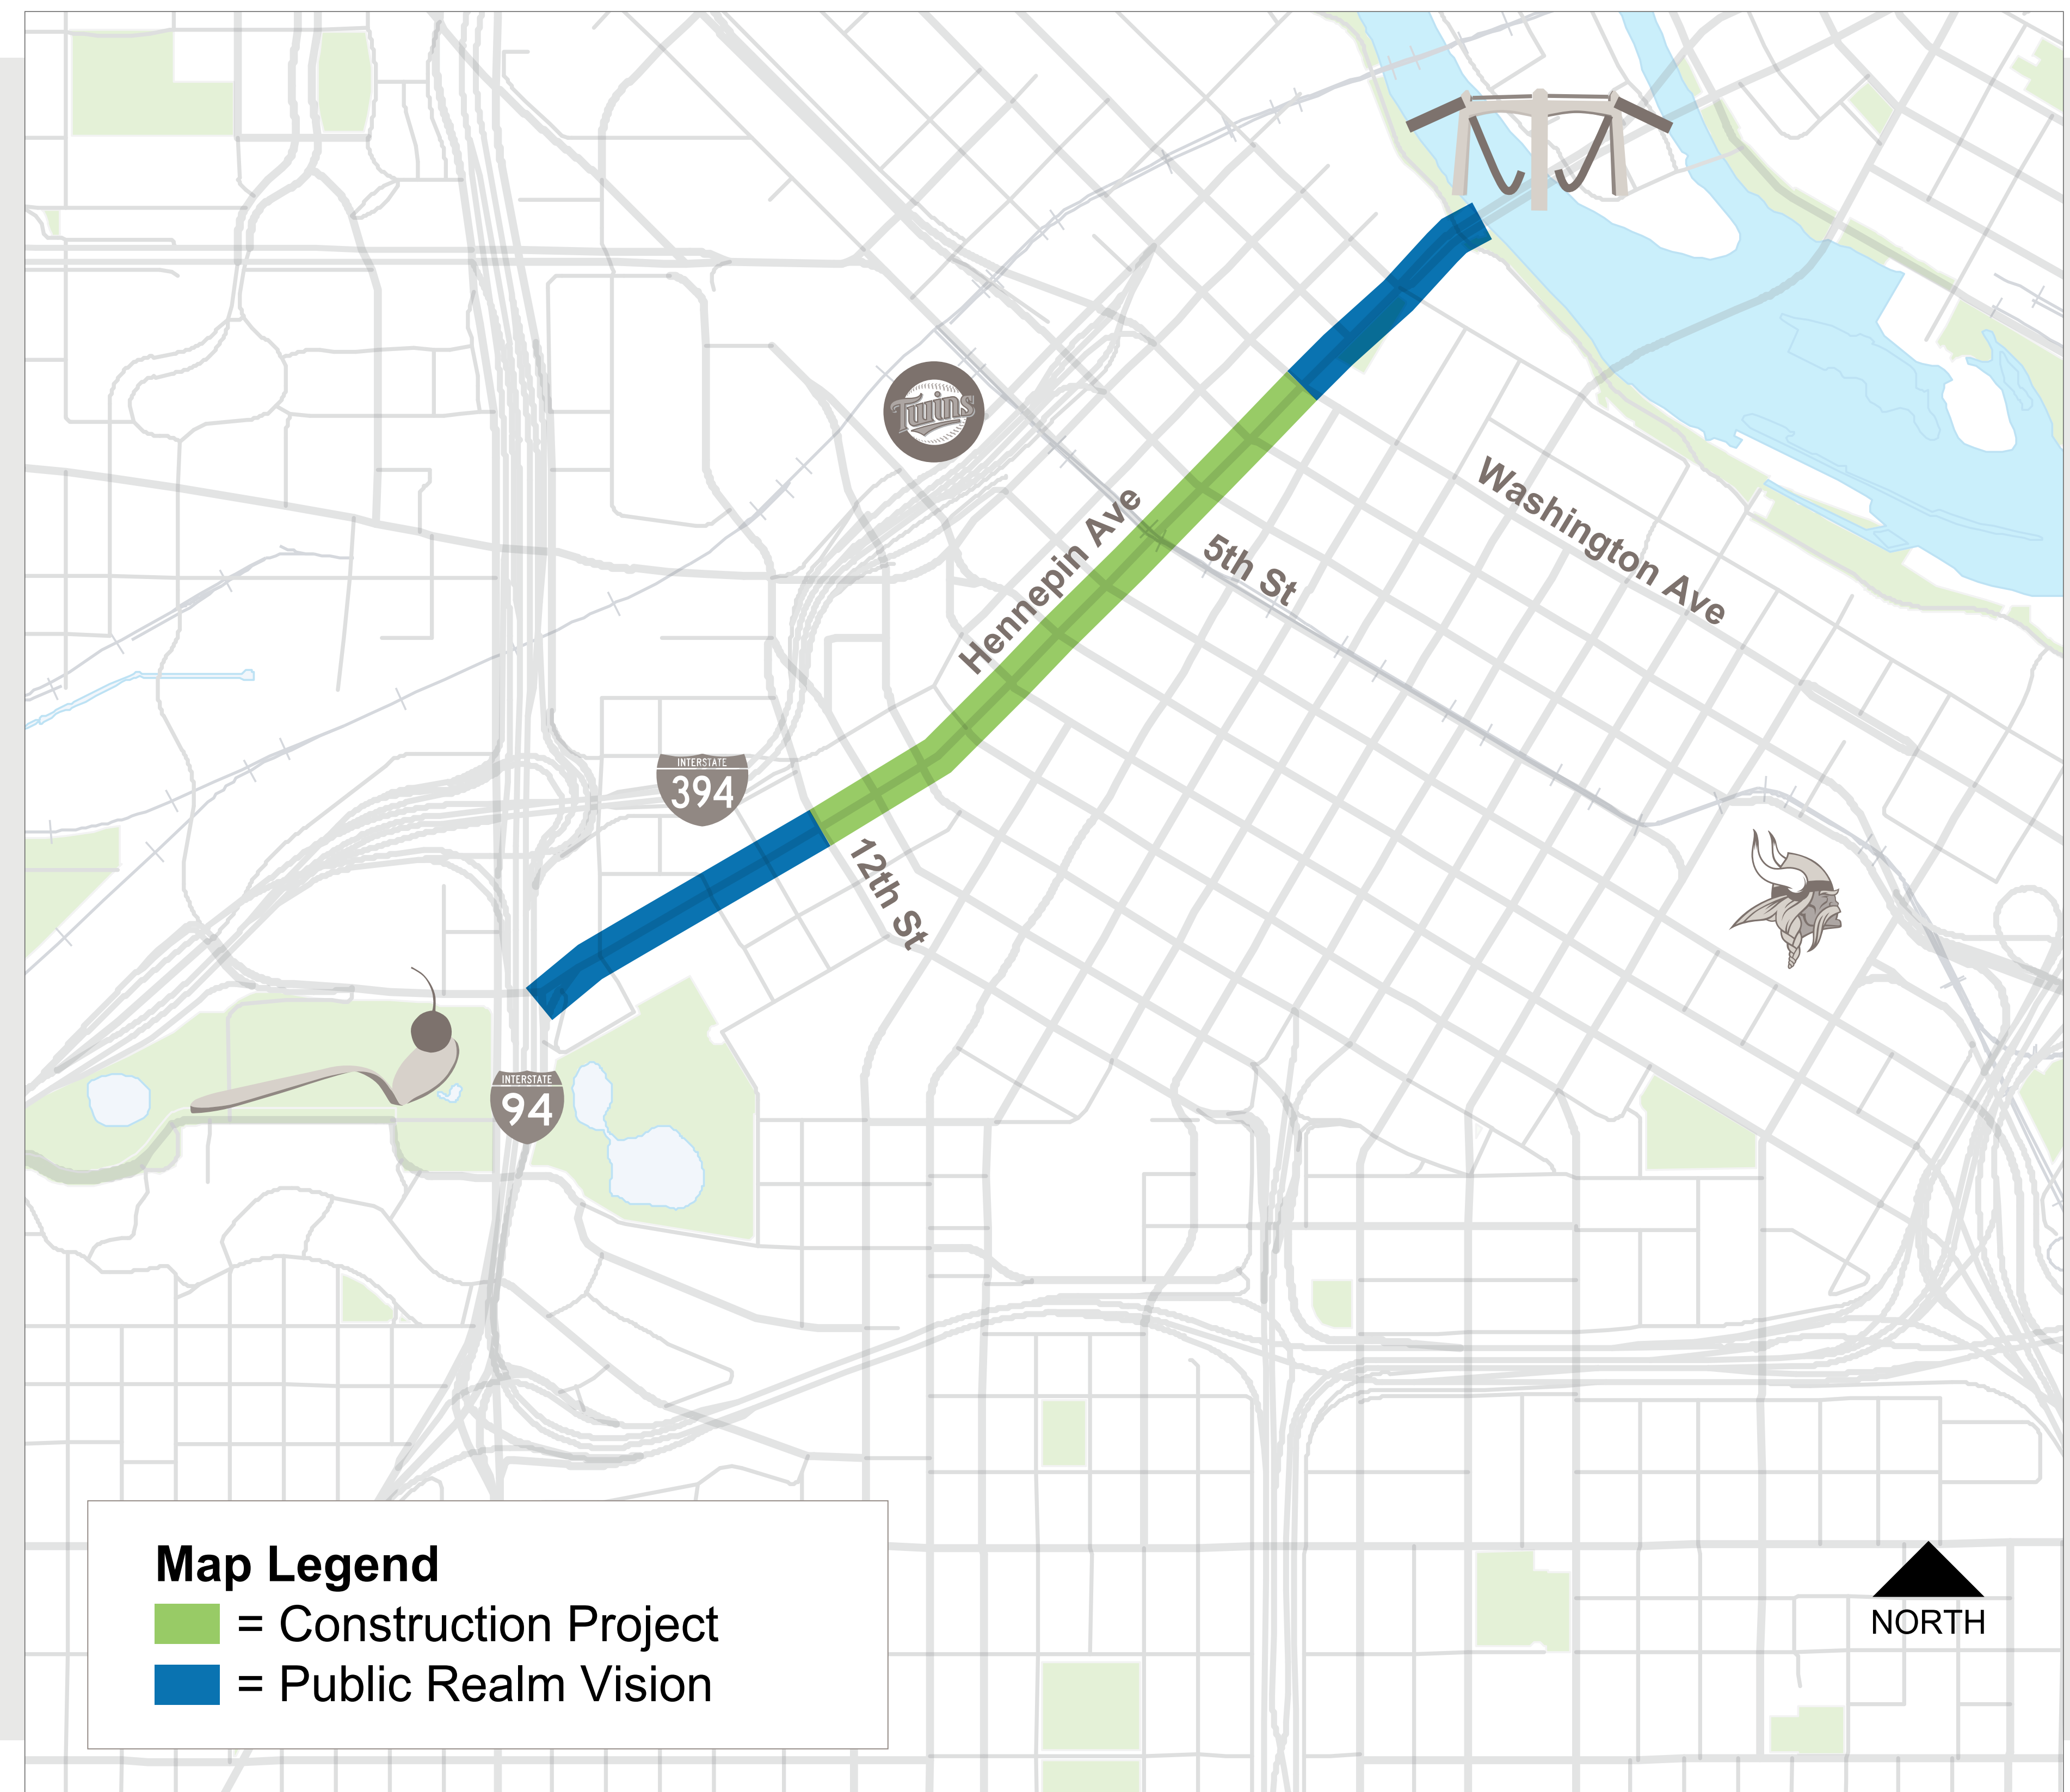 Twins
Hennepin Ave
5th St
Washington Ave
INTERSTATE
394
12th St
INTERSTATE
94
Map Legend
= Construction Project
= Public Realm Vision
NORTH